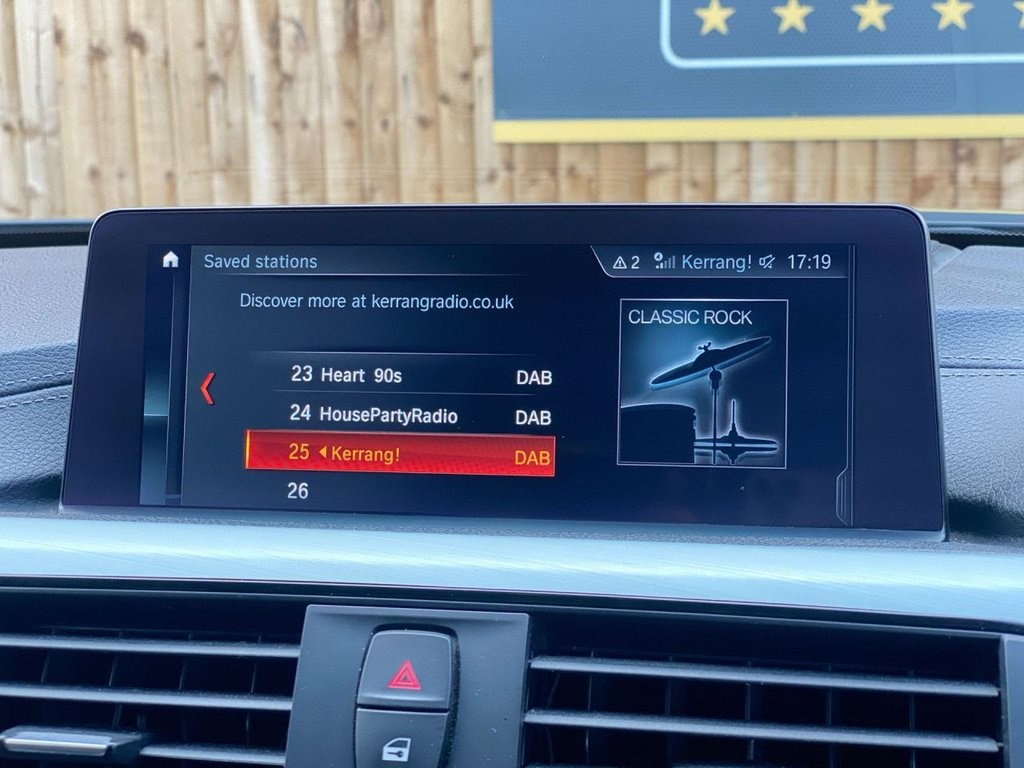 Saved stations
2 Kerrang! 17:19
Discover more at kerrangradio.co.uk
CLASSIC ROCK
23 Heart 90s DAB
24 HousePartyRadio DAB
25 Kerrang! DAB
26